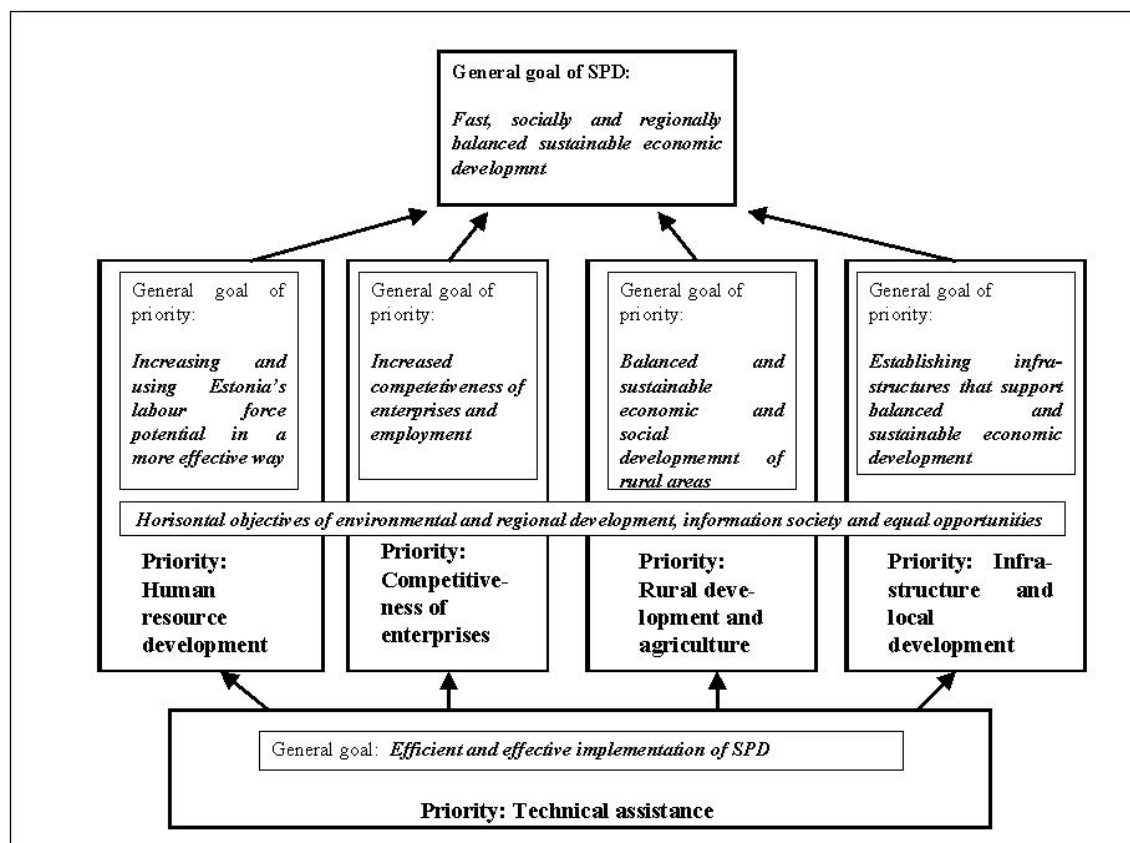 General goal of SPD:
Fast, socially and regionally
balanced sustainable economic
developmnt
General goal of
priority:
Increasing and
using Estonia's
labour force
potential in a
more effective way
General goal of
priority:
Increased
competetiveness of
enterprises and
employment
General goal of
priority:
Balanced and
sustainable
economic and
social
developmemnt of
rural areas
General goal of
priority:
Establishing infra-
structures that support
balanced and
sustainable economic
development
Horisontal objectives of environmental and regional development, information society and equal opportunities
Priority:
Human
resource
development
Priority:
Competitive-
ness of
enterprises
Priority:
Rural deve-
lopment and
agriculture
Priority: Infra-
structure and
local
development
General goal: Efficient and effective implementation of SPD
Priority: Technical assistance